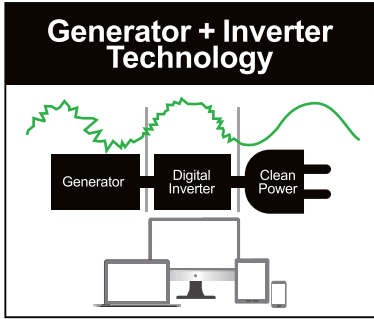 Generator + Inverter
Technology
Generator
Digital
Inverter
Clean
Power